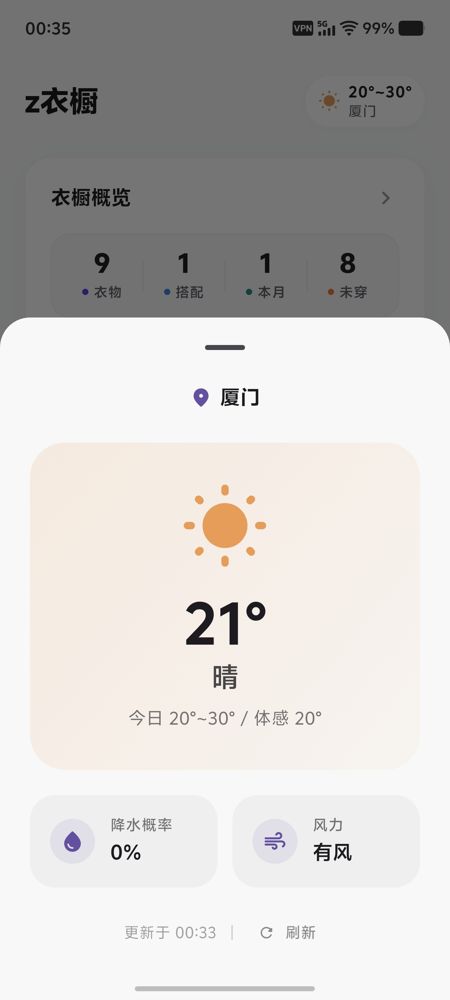 00:35 VPN 5G 99%
z衣橱
20°~30°
厦门
衣橱概览
9 1 1 8
衣物 搭配 本月 未穿
厦门
21°
晴
今日 20°~30° / 体感 20°
降水概率
0%
风力
有风
更新于 00:33 | 刷新